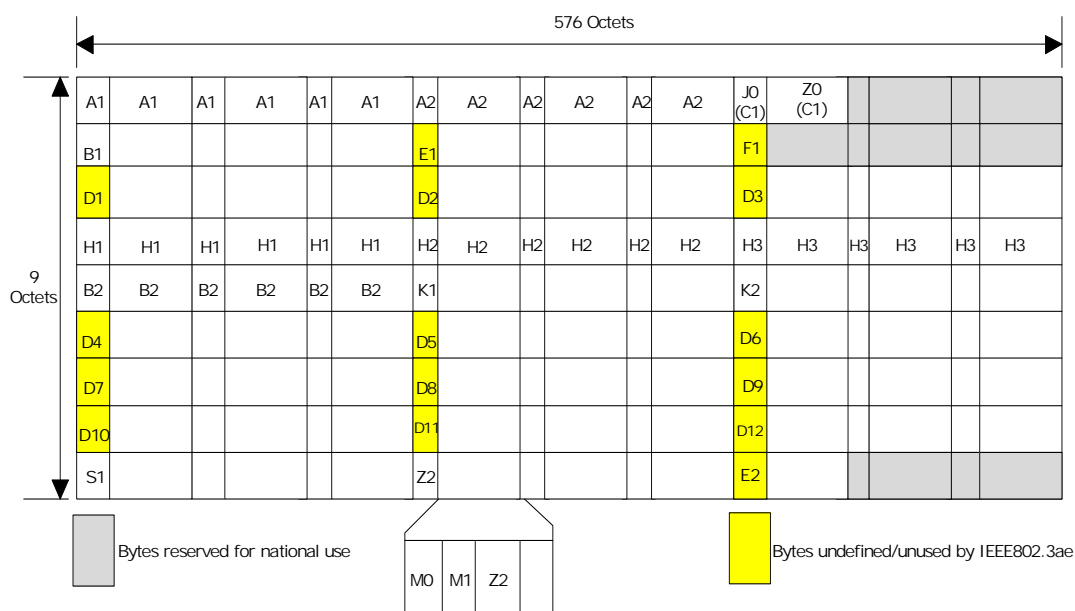 576 Octets
A1 A1 A1 A1 A1 A1 A2 A2 A2 A2 A2 A2 J0 Z0
(C1) (C1)
B1 E1 F1
D1 D2 D3
H1 H1 H1 H1 H1 H1 H2 H2 H2 H2 H2 H2 H3 H3 H3 H3 H3 H3
9
Octets
B2 B2 B2 B2 B2 B2 K1 K2
D4 D5 D6
D7 D8 D9
D10 D11 D12
S1 Z2 E2
Bytes reserved for national use
Bytes undefined/unused by IEEE802.3ae
M0 M1 Z2